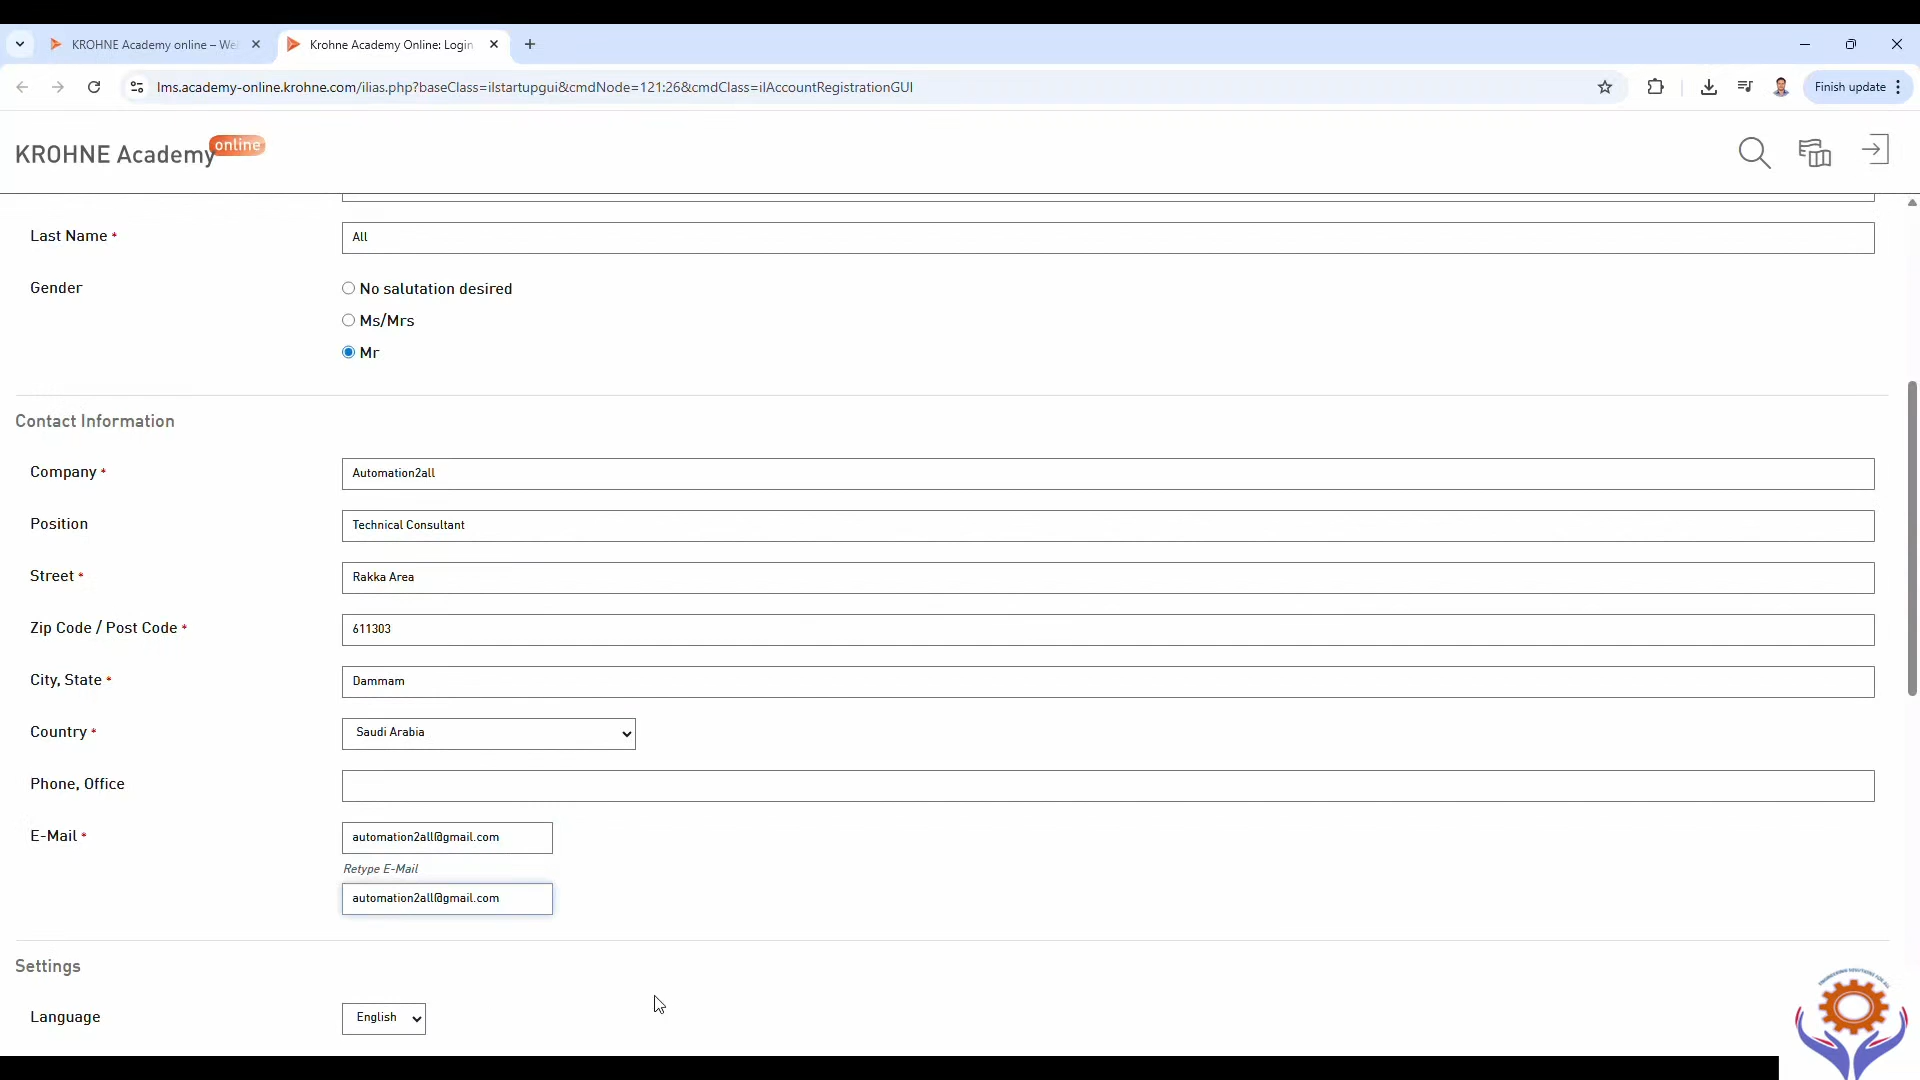 KROHNE Academy online – We
Krohne Academy Online: Login
lms.academy-online.krohne.com/ilias.php?baseClass=ilstartupgui&cmdNode=121:26&cmdClass=ilAccountRegistrationGUI
Finish update
KROHNE Academy online
Last Name *
All
Gender
No salutation desired
Ms/Mrs
Mr
Contact Information
Company *
Automation2all
Position
Technical Consultant
Street *
Rakka Area
Zip Code / Post Code *
611303
City, State *
Dammam
Country *
Saudi Arabia
Phone, Office
E-Mail *
automation2all@gmail.com
Retype E-Mail
automation2all@gmail.com
Settings
Language
English